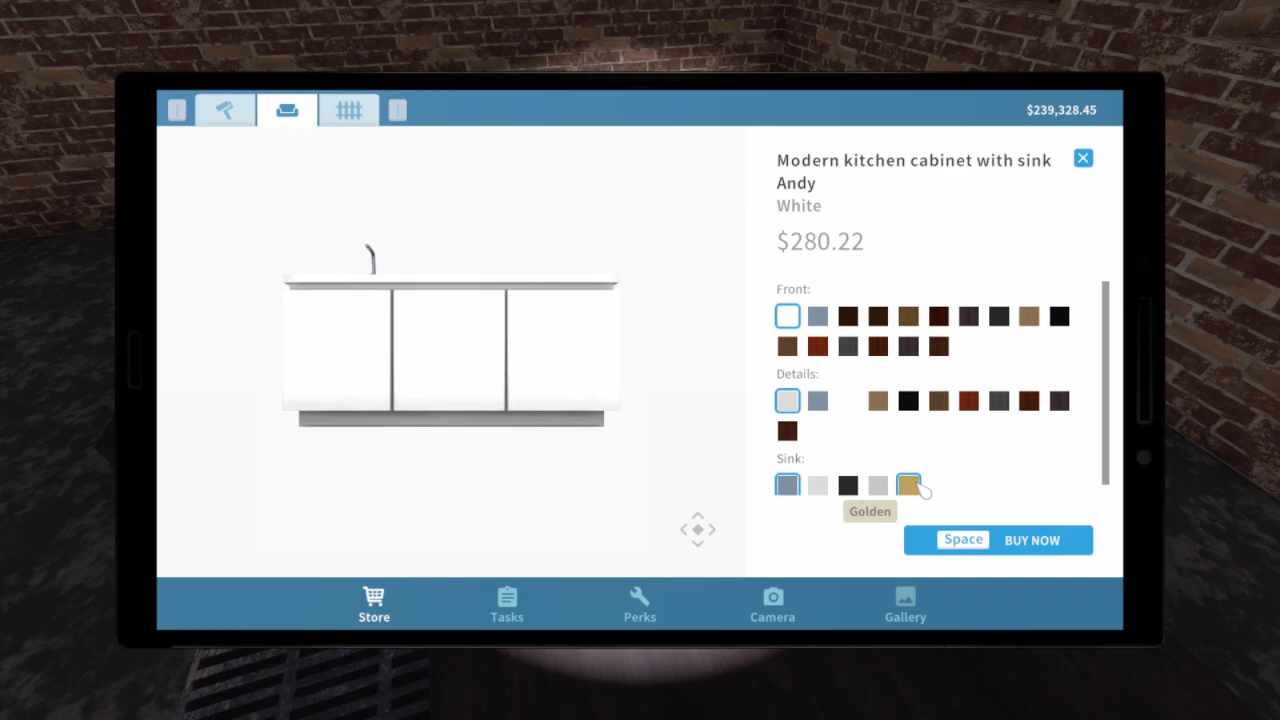 $239,328.45
Modern kitchen cabinet with sink
Andy
White
$280.22
Front:
Details:
Sink:
Golden
Space BUY NOW
Store Tasks Perks Camera Gallery